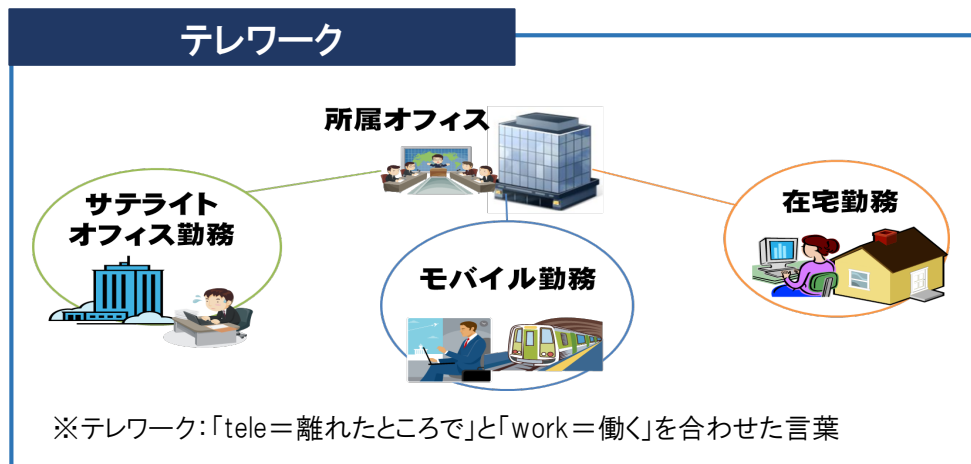 テレワーク
所属オフィス
サテライト
オフィス勤務
モバイル勤務
在宅勤務
※テレワーク：「tele＝離れたところで」と「work＝働く」を合わせた言葉